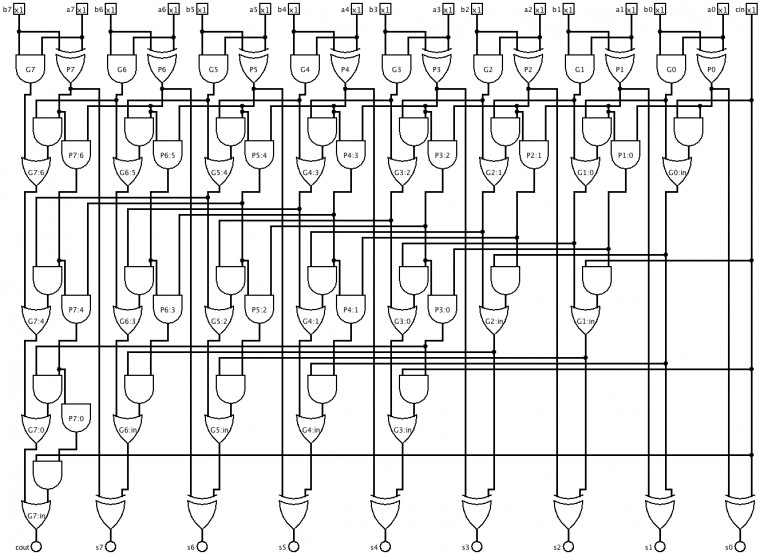 b7 x1 a7 x1 b6 x1 a6 x1 b5 x1 a5 x1 b4 x1 a4 x1 b3 x1 a3 x1 b2 x1 a2 x1 b1 x1 a1 x1 b0 x1 a0 x1 cin x1
G7 P7 G6 P6 G5 P5 G4 P4 G3 P3 G2 P2 G1 P1 G0 P0
P7:6 P6:5 P5:4 P4:3 P3:2 P2:1 P1:0
G7:6 G6:5 G5:4 G4:3 G3:2 G2:1 G1:0 G0:in
P7:4 P6:3 P5:2 P4:1 P3:0
G7:4 G6:3 G5:2 G4:1 G3:0 G2:in G1:in
P7:0
G7:0 G6:in G5:in G4:in G3:in
G7:in
cout s7 s6 s5 s4 s3 s2 s1 s0